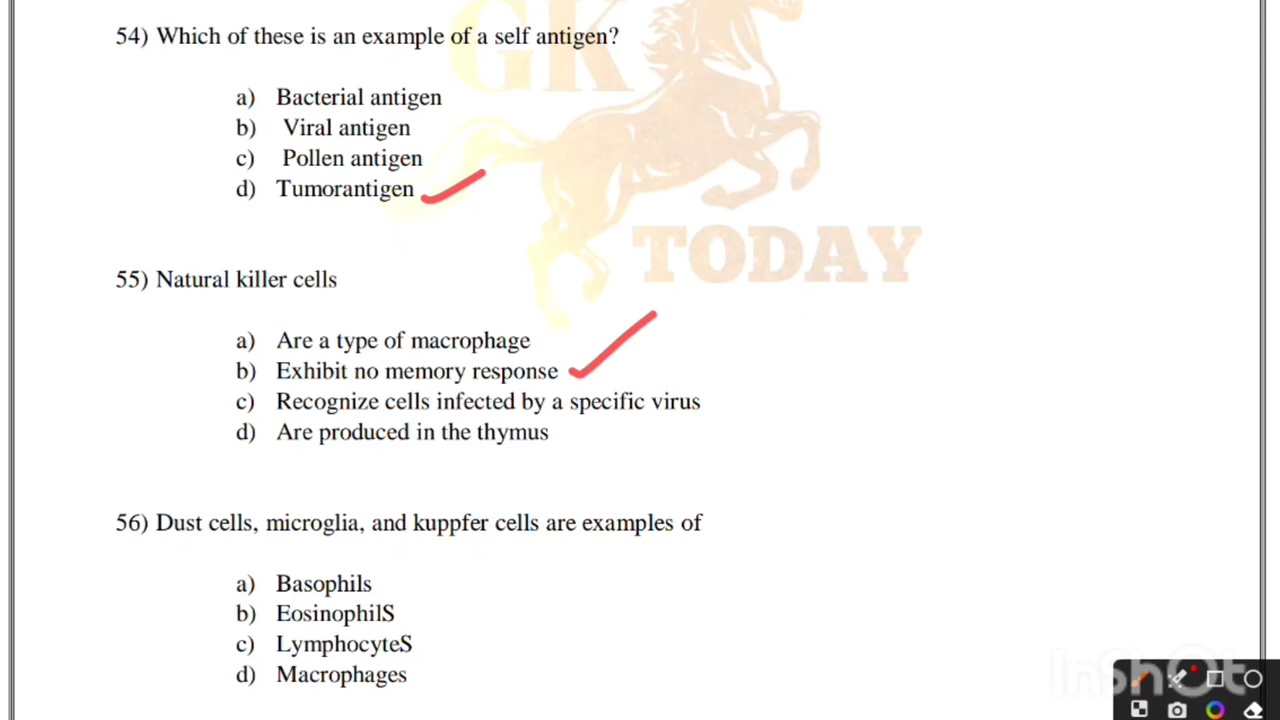 GK
TODAY
54) Which of these is an example of a self antigen?
a) Bacterial antigen
b) Viral antigen
c) Pollen antigen
d) Tumorantigen
55) Natural killer cells
a) Are a type of macrophage
b) Exhibit no memory response
c) Recognize cells infected by a specific virus
d) Are produced in the thymus
56) Dust cells, microglia, and kuppfer cells are examples of
a) Basophils
b) EosinophilS
c) LymphocyteS
d) Macrophages
InShOt